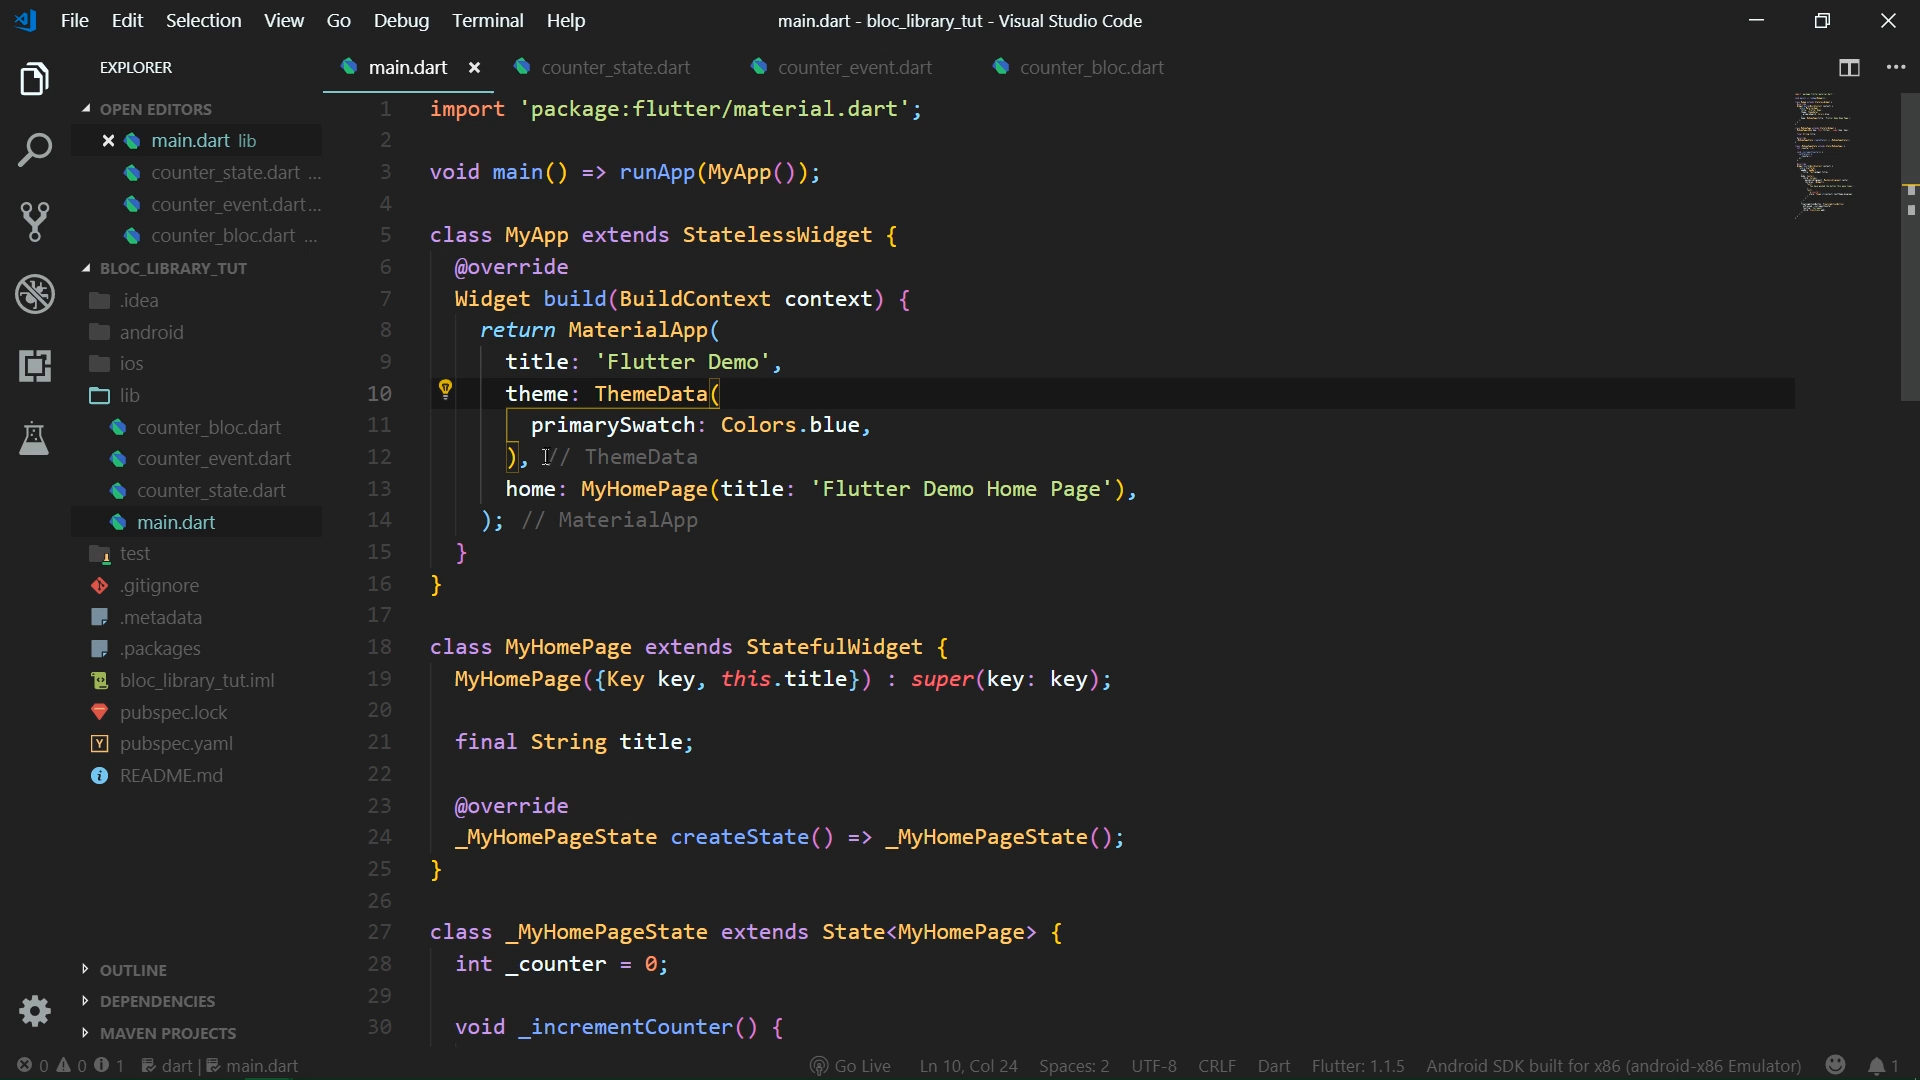 File Edit Selection View Go Debug Terminal Help
main.dart - bloc_library_tut - Visual Studio Code
EXPLORER
main.dart
counter_state.dart
counter_event.dart
counter_bloc.dart
OPEN EDITORS
main.dart lib
counter_state.dart ...
counter_event.dart...
counter_bloc.dart ...
BLOC_LIBRARY_TUT
.idea
android
ios
lib
counter_bloc.dart
counter_event.dart
counter_state.dart
main.dart
test
.gitignore
.metadata
.packages
bloc_library_tut.iml
pubspec.lock
pubspec.yaml
README.md
OUTLINE
DEPENDENCIES
MAVEN PROJECTS
1 import 'package:flutter/material.dart';
2
3 void main() => runApp(MyApp());
4
5 class MyApp extends StatelessWidget {
6 @override
7 Widget build(BuildContext context) {
8 return MaterialApp(
9 title: 'Flutter Demo',
10 theme: ThemeData(
11 primarySwatch: Colors.blue,
12 ), // ThemeData
13 home: MyHomePage(title: 'Flutter Demo Home Page'),
14 ); // MaterialApp
15 }
16 }
17
18 class MyHomePage extends StatefulWidget {
19 MyHomePage({Key key, this.title}) : super(key: key);
20
21 final String title;
22
23 @override
24 _MyHomePageState createState() => _MyHomePageState();
25 }
26
27 class _MyHomePageState extends State<MyHomePage> {
28 int _counter = 0;
29
30 void _incrementCounter() {
0 0 1 dart | main.dart
Go Live Ln 10, Col 24 Spaces: 2 UTF-8 CRLF Dart Flutter: 1.1.5 Android SDK built for x86 (android-x86 Emulator) 1